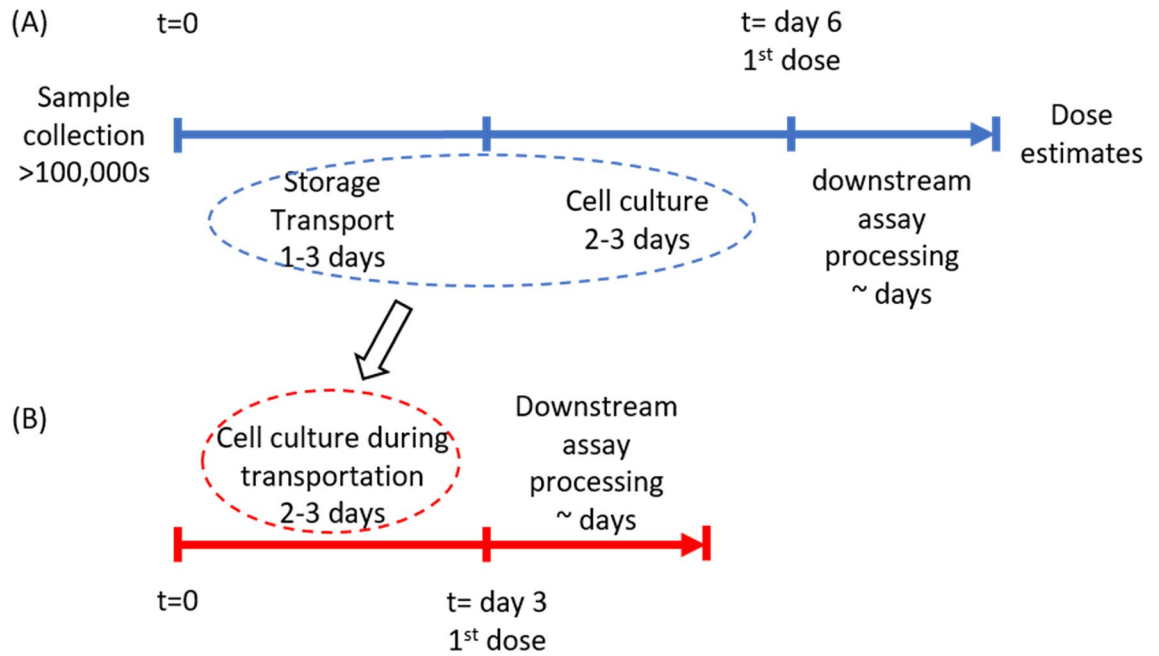 (A)
t=0
t= day 6
1st dose
Sample
collection
>100,000s
Dose
estimates
Storage
Transport
1-3 days
Cell culture
2-3 days
downstream
assay
processing
~ days
(B)
Cell culture during
transportation
2-3 days
Downstream
assay
processing
~ days
t=0
t= day 3
1st dose